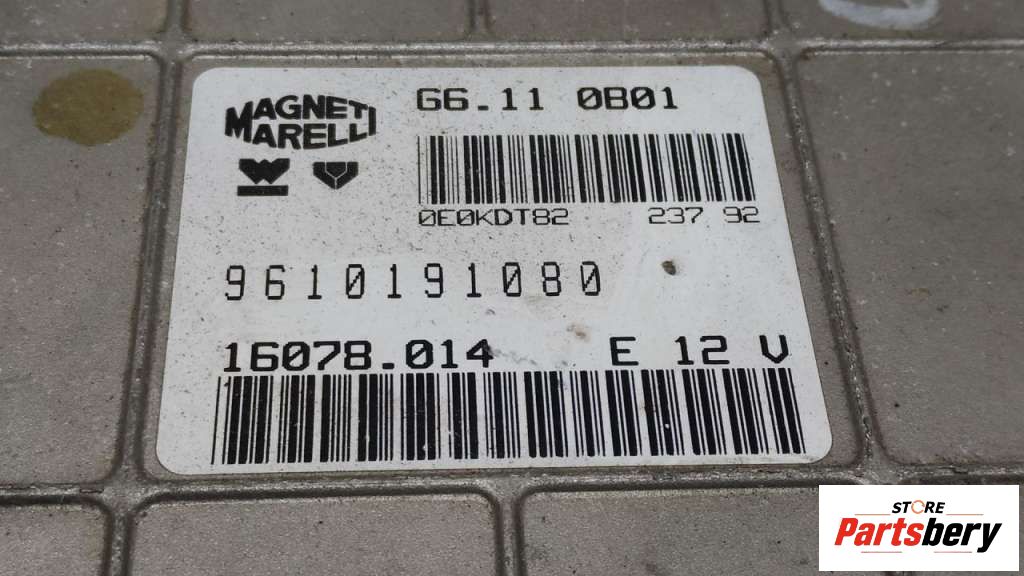 MAGNETI
MARELLI
G6.11 0B01
0E0KDT82 237 92
9610191080
16078.014 E 12 V
STORE
Partsbery